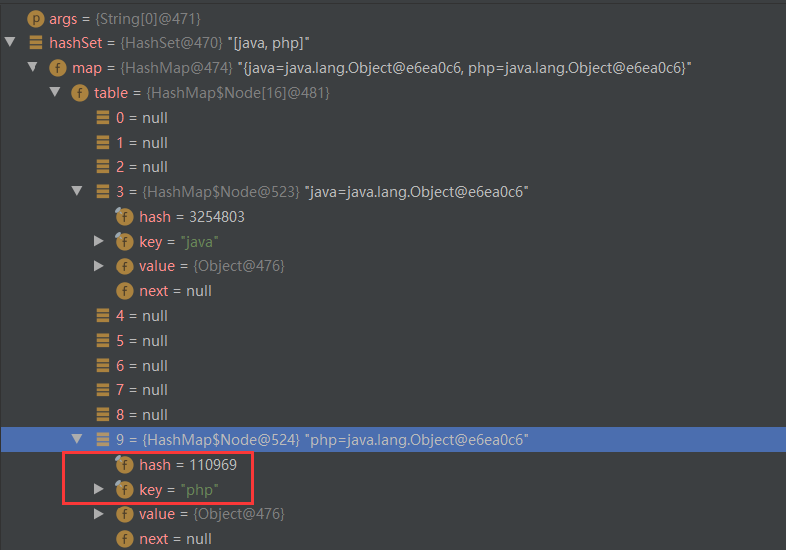 p args = {String[0]@471}
hashSet = {HashSet@470} "[java, php]"
f map = {HashMap@474} "{java=java.lang.Object@e6ea0c6, php=java.lang.Object@e6ea0c6}"
f table = {HashMap$Node[16]@481}
0 = null
1 = null
2 = null
3 = {HashMap$Node@523} "java=java.lang.Object@e6ea0c6"
f hash = 3254803
f key = "java"
f value = {Object@476}
f next = null
4 = null
5 = null
6 = null
7 = null
8 = null
9 = {HashMap$Node@524} "php=java.lang.Object@e6ea0c6"
f hash = 110969
f key = "php"
f value = {Object@476}
f next = null